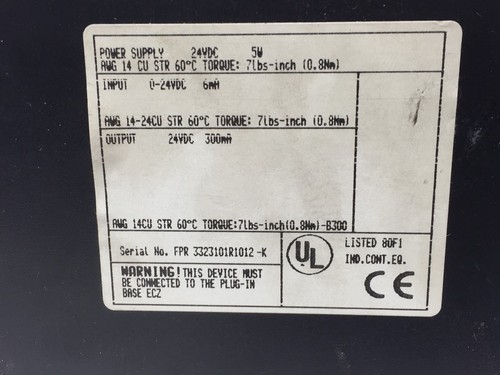 POWER SUPPLY 24VDC 5W
AWG 14 CU STR 60°C TORQUE: 7lbs-inch (0.8Nm)
INPUT 0-24VDC 6mA
AWG 14-24CU STR 60°C TORQUE: 7lbs-inch (0.8Nm)
OUTPUT 24VDC 300mA
AWG 14CU STR 60°C TORQUE:7lbs-inch(0.8Nm)-B300
Serial No. FPR 3323101R1012 -K
UL
LISTED 80F1
IND.CONT.EQ.
CE
WARNING! THIS DEVICE MUST
BE CONNECTED TO THE PLUG-IN
BASE ECZ